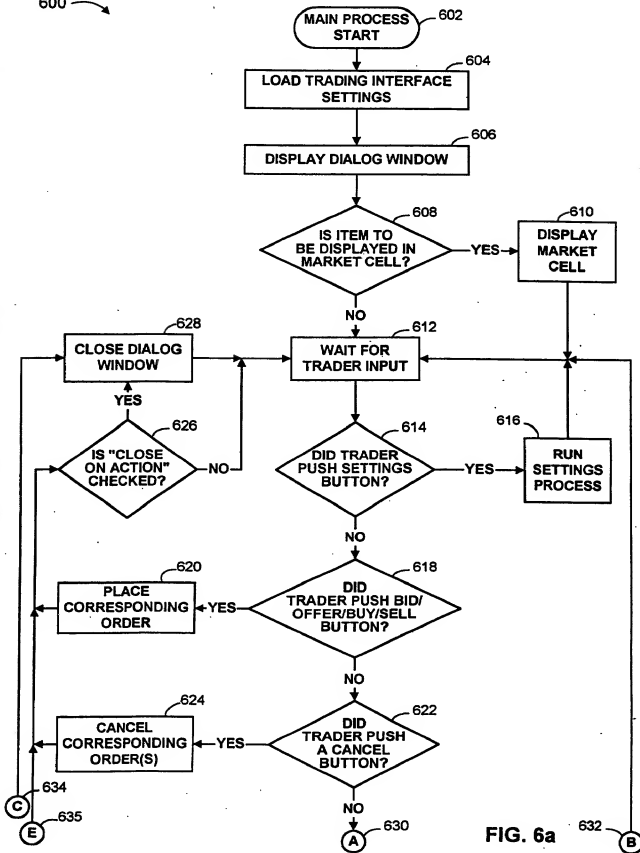 600
MAIN PROCESS
START
602
604
LOAD TRADING INTERFACE
SETTINGS
606
DISPLAY DIALOG WINDOW
608
IS ITEM TO
BE DISPLAYED IN
MARKET CELL?
YES
610
DISPLAY
MARKET
CELL
NO
628
CLOSE DIALOG
WINDOW
612
WAIT FOR
TRADER INPUT
YES
626
IS "CLOSE
ON ACTION"
CHECKED?
NO
614
DID TRADER
PUSH SETTINGS
BUTTON?
YES
616
RUN
SETTINGS
PROCESS
NO
620
PLACE
CORRESPONDING
ORDER
YES
618
DID
TRADER PUSH BID/
OFFER/BUY/SELL
BUTTON?
NO
624
CANCEL
CORRESPONDING
ORDER(S)
YES
622
DID
TRADER PUSH
A CANCEL
BUTTON?
NO
C
634
E
635
A
630
FIG. 6a
632
B